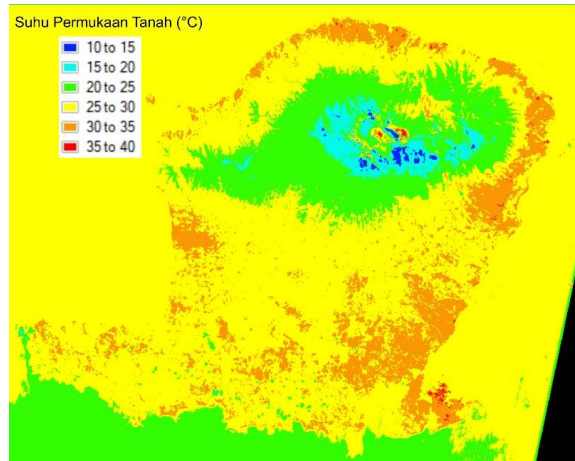 Suhu Permukaan Tanah (°C)
10 to 15
15 to 20
20 to 25
25 to 30
30 to 35
35 to 40